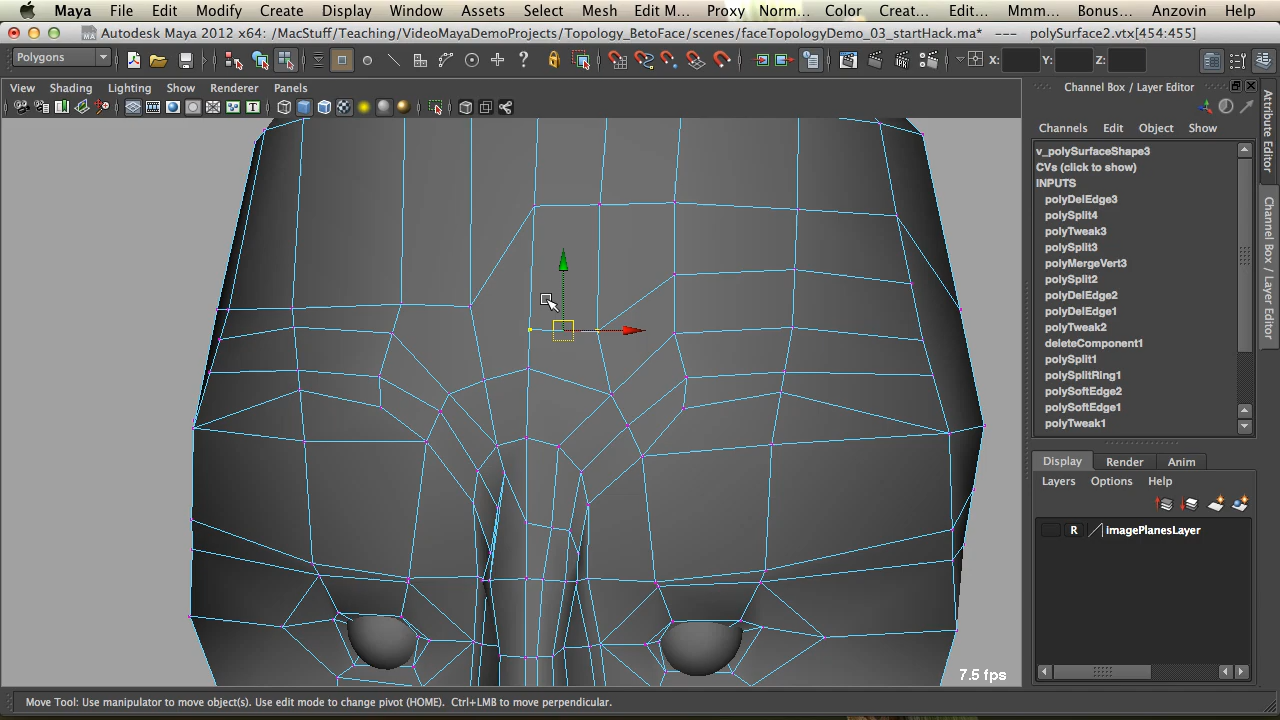 Maya File Edit Modify Create Display Window Assets Select Mesh Edit M... Proxy Norm... Color Creat... Edit... Mmm... Bonus... Anzovin Help
Autodesk Maya 2012 x64: /MacStuff/Teaching/VideoMayaDemoProjects/Topology_BetoFace/scenes/faceTopologyDemo_03_startHack.ma* --- polySurface2.vtx[454:455]
Polygons X: Y: Z:
View Shading Lighting Show Renderer Panels
Channel Box / Layer Editor
Channels Edit Object Show
v_polySurfaceShape3
CVs (click to show)
INPUTS
polyDelEdge3
polySplit4
polyTweak3
polySplit3
polyMergeVert3
polySplit2
polyDelEdge2
polyDelEdge1
polyTweak2
deleteComponent1
polySplit1
polySplitRing1
polySoftEdge2
polySoftEdge1
polyTweak1
Attribute Editor
Channel Box / Layer Editor
Display Render Anim
Layers Options Help
R imagePlanesLayer
7.5 fps
Move Tool: Use manipulator to move object(s). Use edit mode to change pivot (HOME). Ctrl+LMB to move perpendicular.